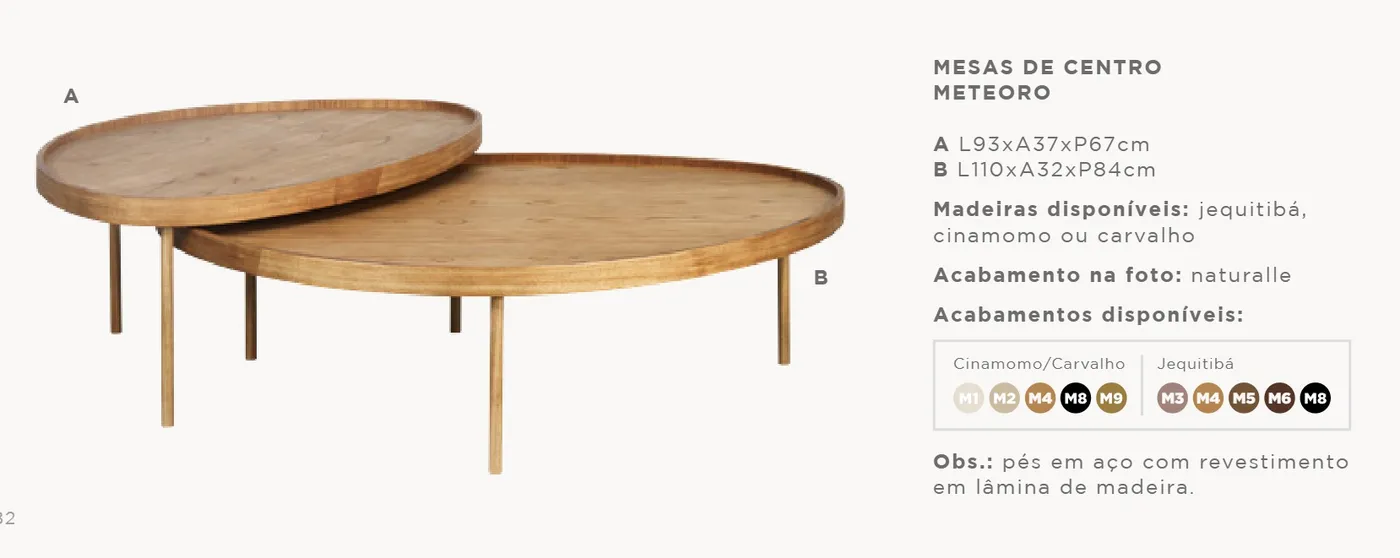 A
B
MESAS DE CENTRO
METEORO
A L93xA37xP67cm
B L110xA32xP84cm
Madeiras disponíveis: jequitibá,
cinamomo ou carvalho
Acabamento na foto: naturalle
Acabamentos disponíveis:
Cinamomo/Carvalho
M1 M2 M4 M8 M9
Jequitibá
M3 M4 M5 M6 M8
Obs.: pés em aço com revestimento
em lâmina de madeira.